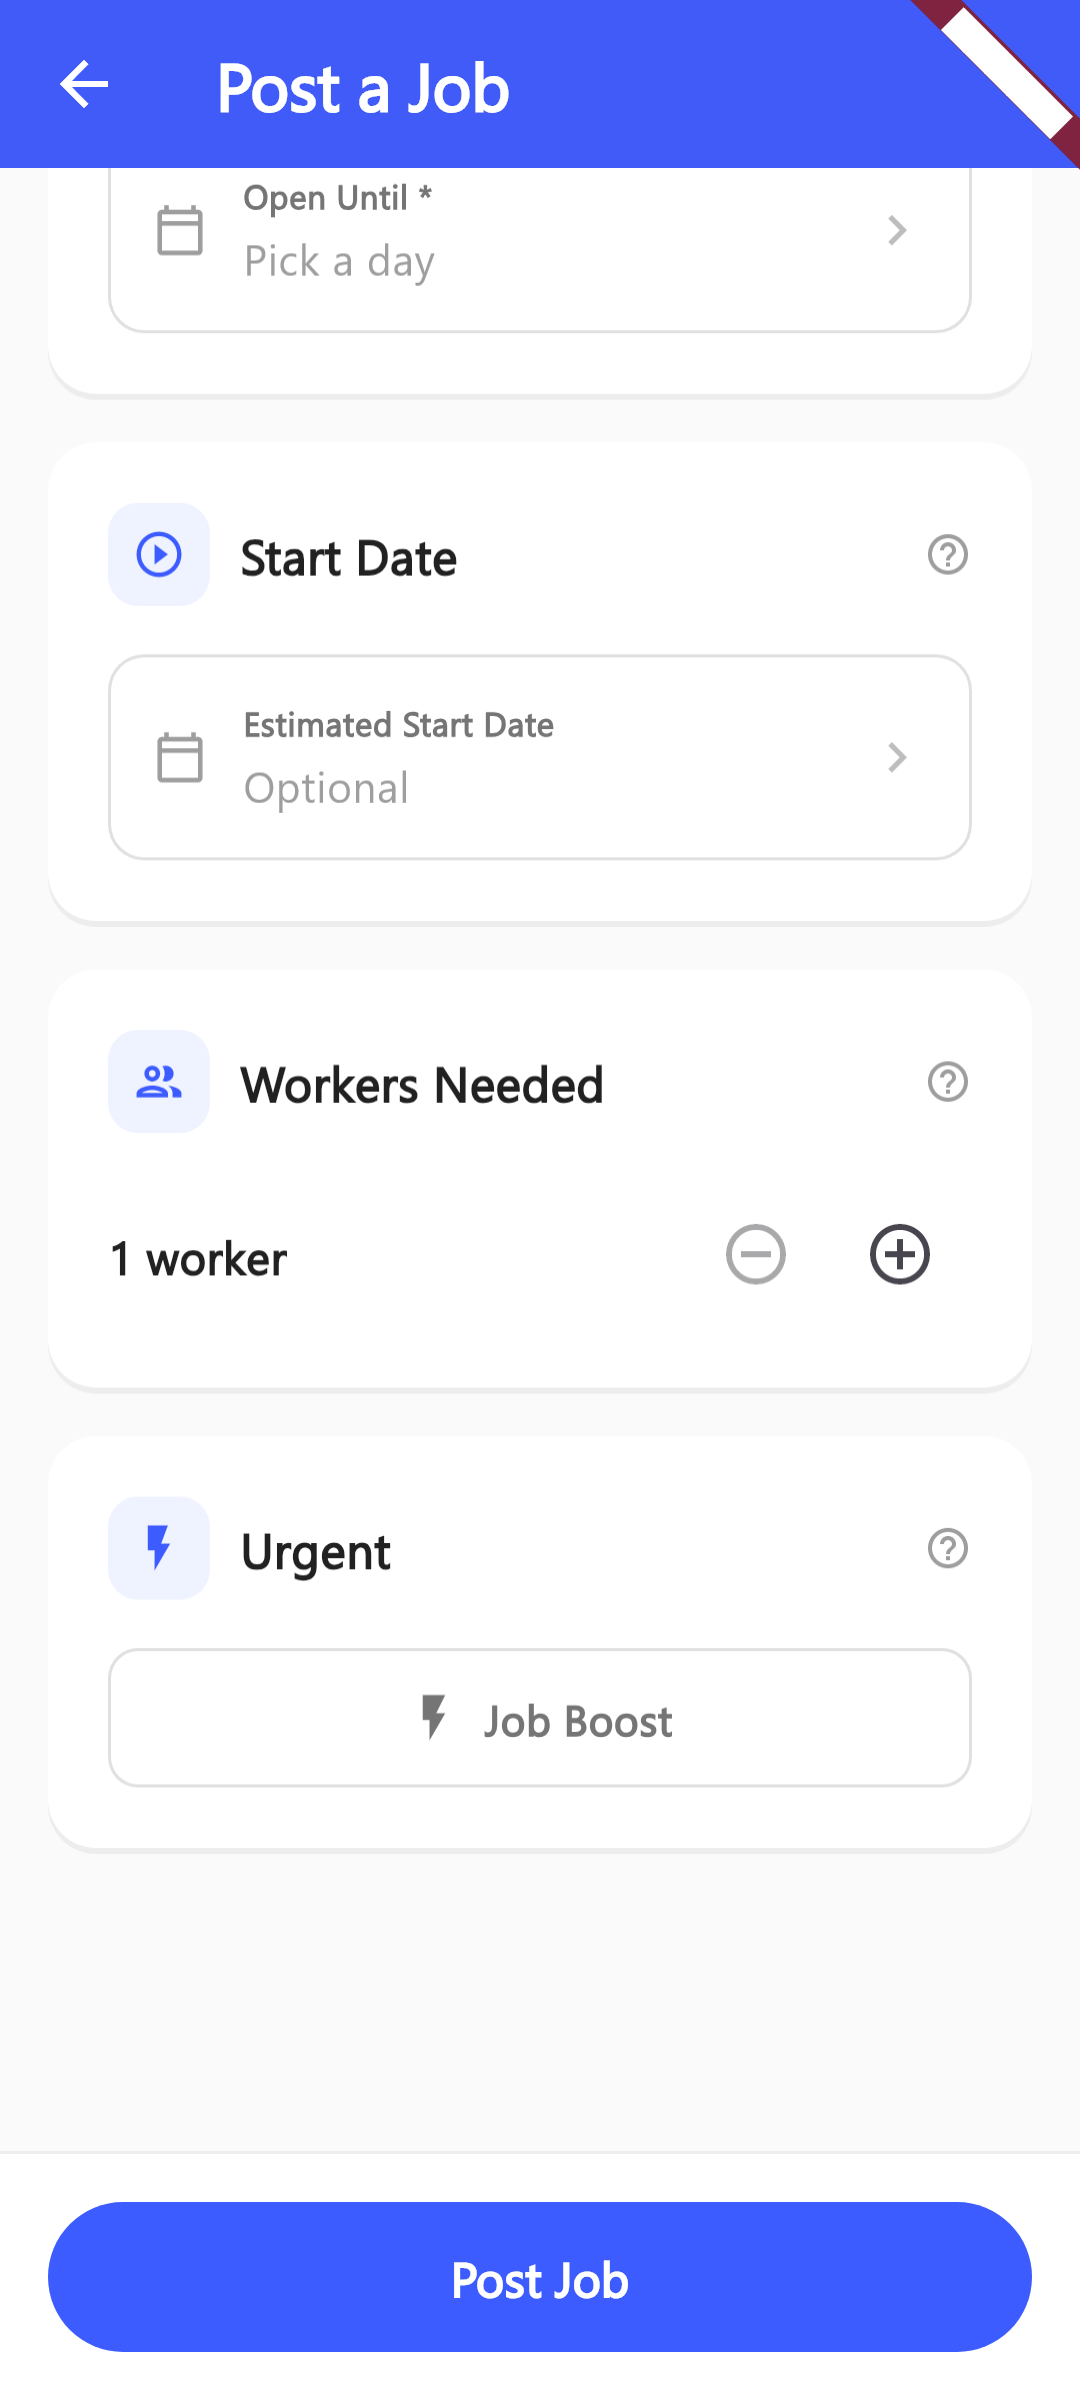 Post a Job
Open Until *
Pick a day
Start Date
Estimated Start Date
Optional
Workers Needed
1 worker
Urgent
Job Boost
Post Job